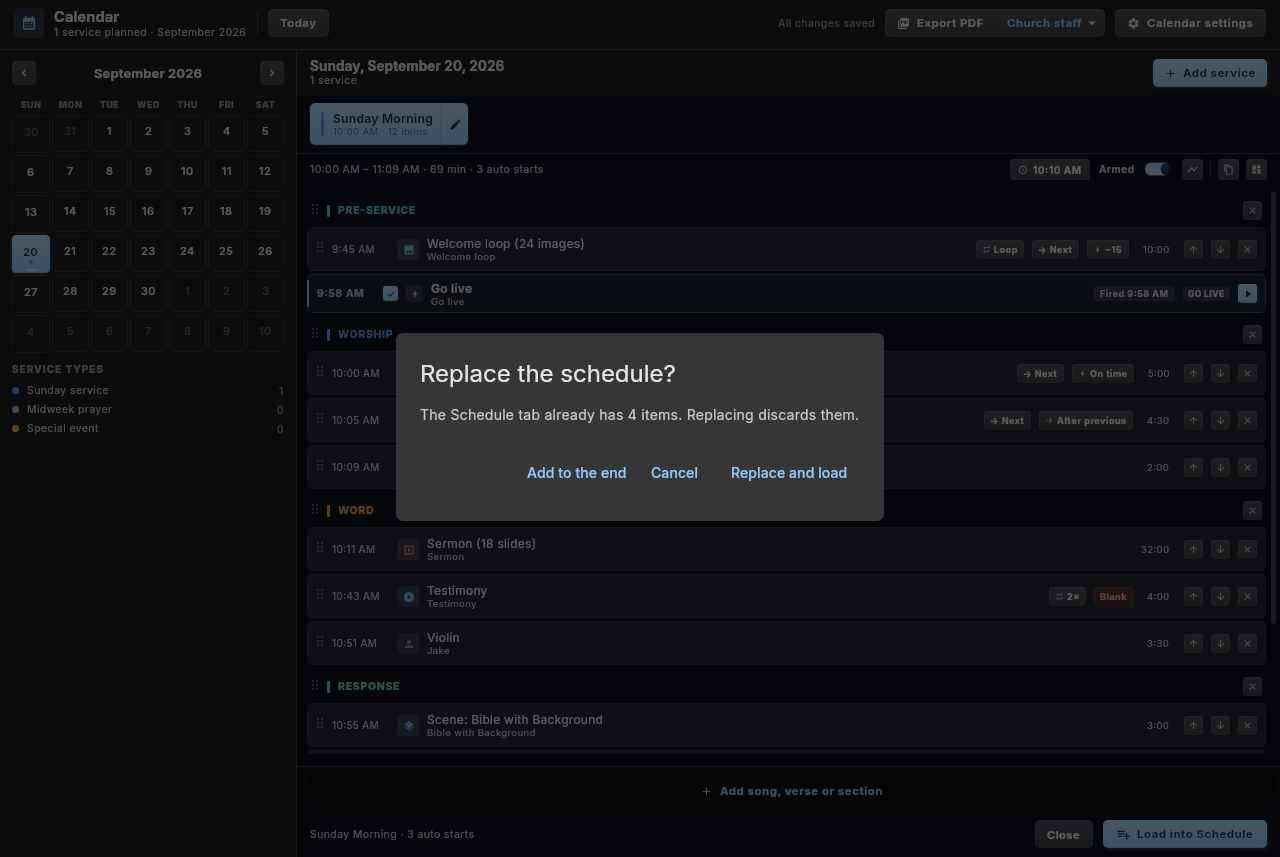 Calendar
1 service planned · September 2026
Today
All changes saved
Export PDF
Church staff
Calendar settings
September 2026
SUN MON TUE WED THU FRI SAT
30 31 1 2 3 4 5
6 7 8 9 10 11 12
13 14 15 16 17 18 19
20 21 22 23 24 25 26
27 28 29 30 1 2 3
4 5 6 7 8 9 10
SERVICE TYPES
Sunday service 1
Midweek prayer 0
Special event 0
Sunday, September 20, 2026
1 service
Add service
Sunday Morning
10:00 AM · 12 items
10:00 AM – 11:09 AM · 69 min · 3 auto starts
10:10 AM
Armed
PRE-SERVICE
9:45 AM
Welcome loop (24 images)
Welcome loop
Loop
Next
−15
10:00
9:58 AM
Go live
Go live
Fired 9:58 AM
GO LIVE
WORSHIP
10:00 AM
Next
On time
5:00
10:05 AM
Next
After previous
4:30
10:09 AM
2:00
Replace the schedule?
The Schedule tab already has 4 items. Replacing discards them.
Add to the end
Cancel
Replace and load
WORD
10:11 AM
Sermon (18 slides)
Sermon
32:00
10:43 AM
Testimony
Testimony
2×
Blank
4:00
10:51 AM
Violin
Jake
3:30
RESPONSE
10:55 AM
Scene: Bible with Background
Bible with Background
3:00
Add song, verse or section
Sunday Morning · 3 auto starts
Close
Load into Schedule